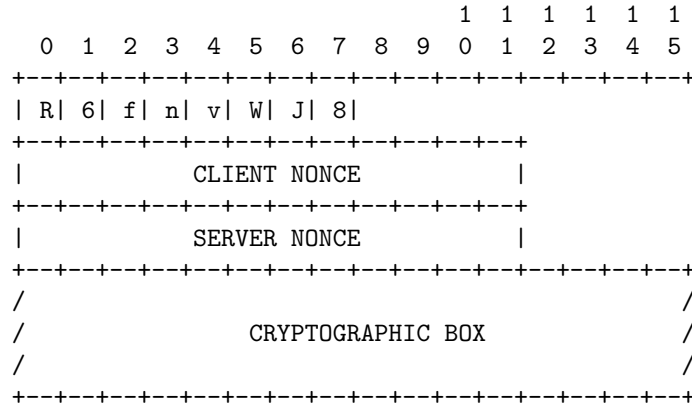 1  1  1  1  1  1
   0  1  2  3  4  5  6  7  8  9  0  1  2  3  4  5
 +--+--+--+--+--+--+--+--+--+--+--+--+--+--+--+--+
 | R| 6| f| n| v| W| J| 8|
 +--+--+--+--+--+--+--+--+--+--+--+--+
 |            CLIENT NONCE           |
 +--+--+--+--+--+--+--+--+--+--+--+--+
 |            SERVER NONCE           |
 +--+--+--+--+--+--+--+--+--+--+--+--+--+--+--+--+
 /                                               /
 /                CRYPTOGRAPHIC BOX              /
 /                                               /
 +--+--+--+--+--+--+--+--+--+--+--+--+--+--+--+--+